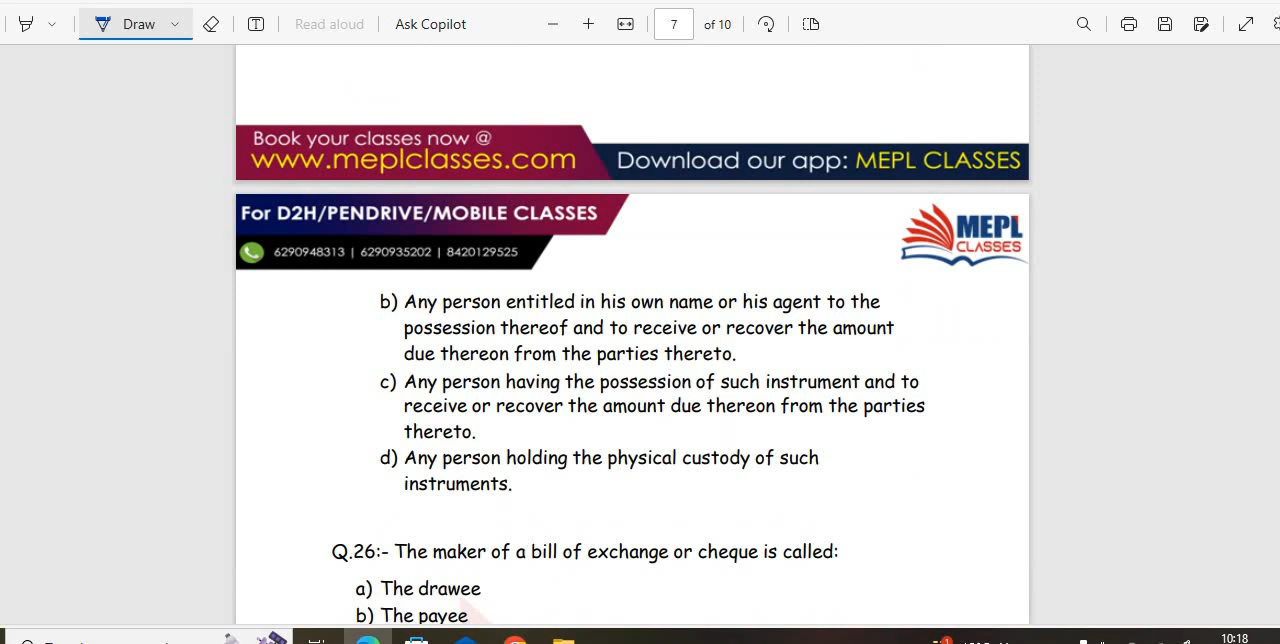 Draw
Read aloud
Ask Copilot
7
of 10
Book your classes now @
www.meplclasses.com
Download our app: MEPL CLASSES
For D2H/PENDRIVE/MOBILE CLASSES
6290948313 | 6290935202 | 8420129525
MEPL
CLASSES
b) Any person entitled in his own name or his agent to the
possession thereof and to receive or recover the amount
due thereon from the parties thereto.
c) Any person having the possession of such instrument and to
receive or recover the amount due thereon from the parties
thereto.
d) Any person holding the physical custody of such
instruments.
Q.26:- The maker of a bill of exchange or cheque is called:
a) The drawee
b) The payee
10:18